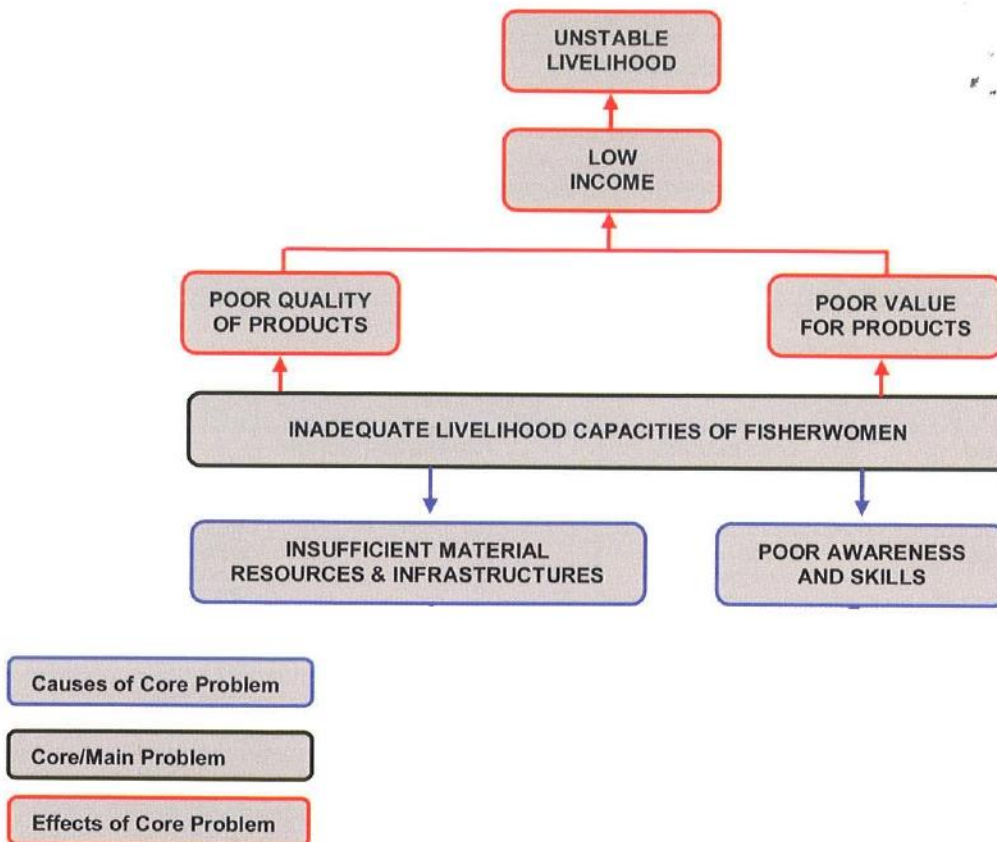 UNSTABLE
LIVELIHOOD
LOW
INCOME
POOR QUALITY
OF PRODUCTS
POOR VALUE
FOR PRODUCTS
INADEQUATE LIVELIHOOD CAPACITIES OF FISHERWOMEN
INSUFFICIENT MATERIAL
RESOURCES & INFRASTRUCTURES
POOR AWARENESS
AND SKILLS
Causes of Core Problem
Core/Main Problem
Effects of Core Problem